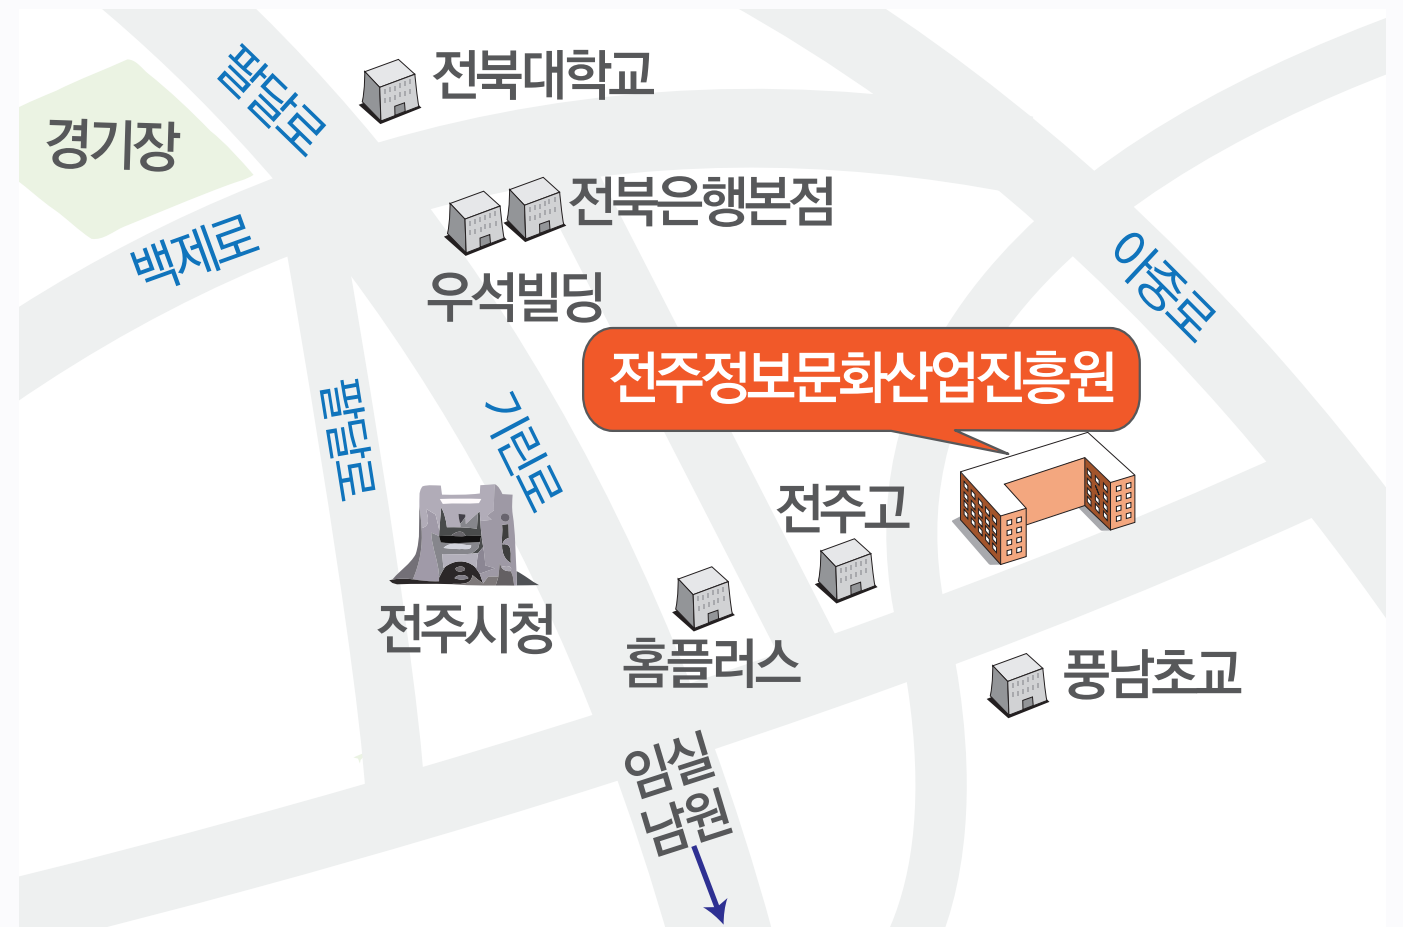 팔달로
전북대학교
경기장
전북은행본점
백제로
우석빌딩
아중로
전주정보문화산업진흥원
팔달로
기린로
전주고
전주시청
홈플러스
풍남초교
임실
남원